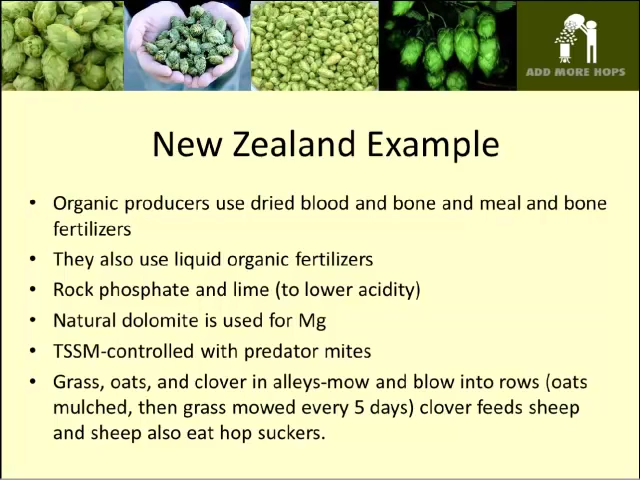 ADD MORE HOPS
New Zealand Example
• Organic producers use dried blood and bone and meal and bone
fertilizers
• They also use liquid organic fertilizers
• Rock phosphate and lime (to lower acidity)
• Natural dolomite is used for Mg
• TSSM-controlled with predator mites
• Grass, oats, and clover in alleys-mow and blow into rows (oats
mulched, then grass mowed every 5 days) clover feeds sheep
and sheep also eat hop suckers.